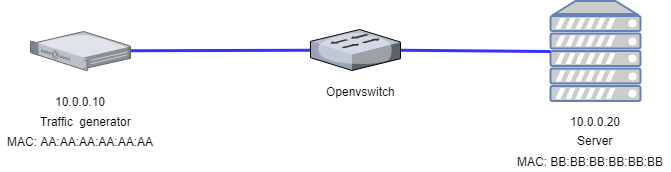 Openvswitch
10.0.0.10
Traffic generator
MAC: AA:AA:AA:AA:AA:AA
10.0.0.20
Server
MAC: BB:BB:BB:BB:BB:BB